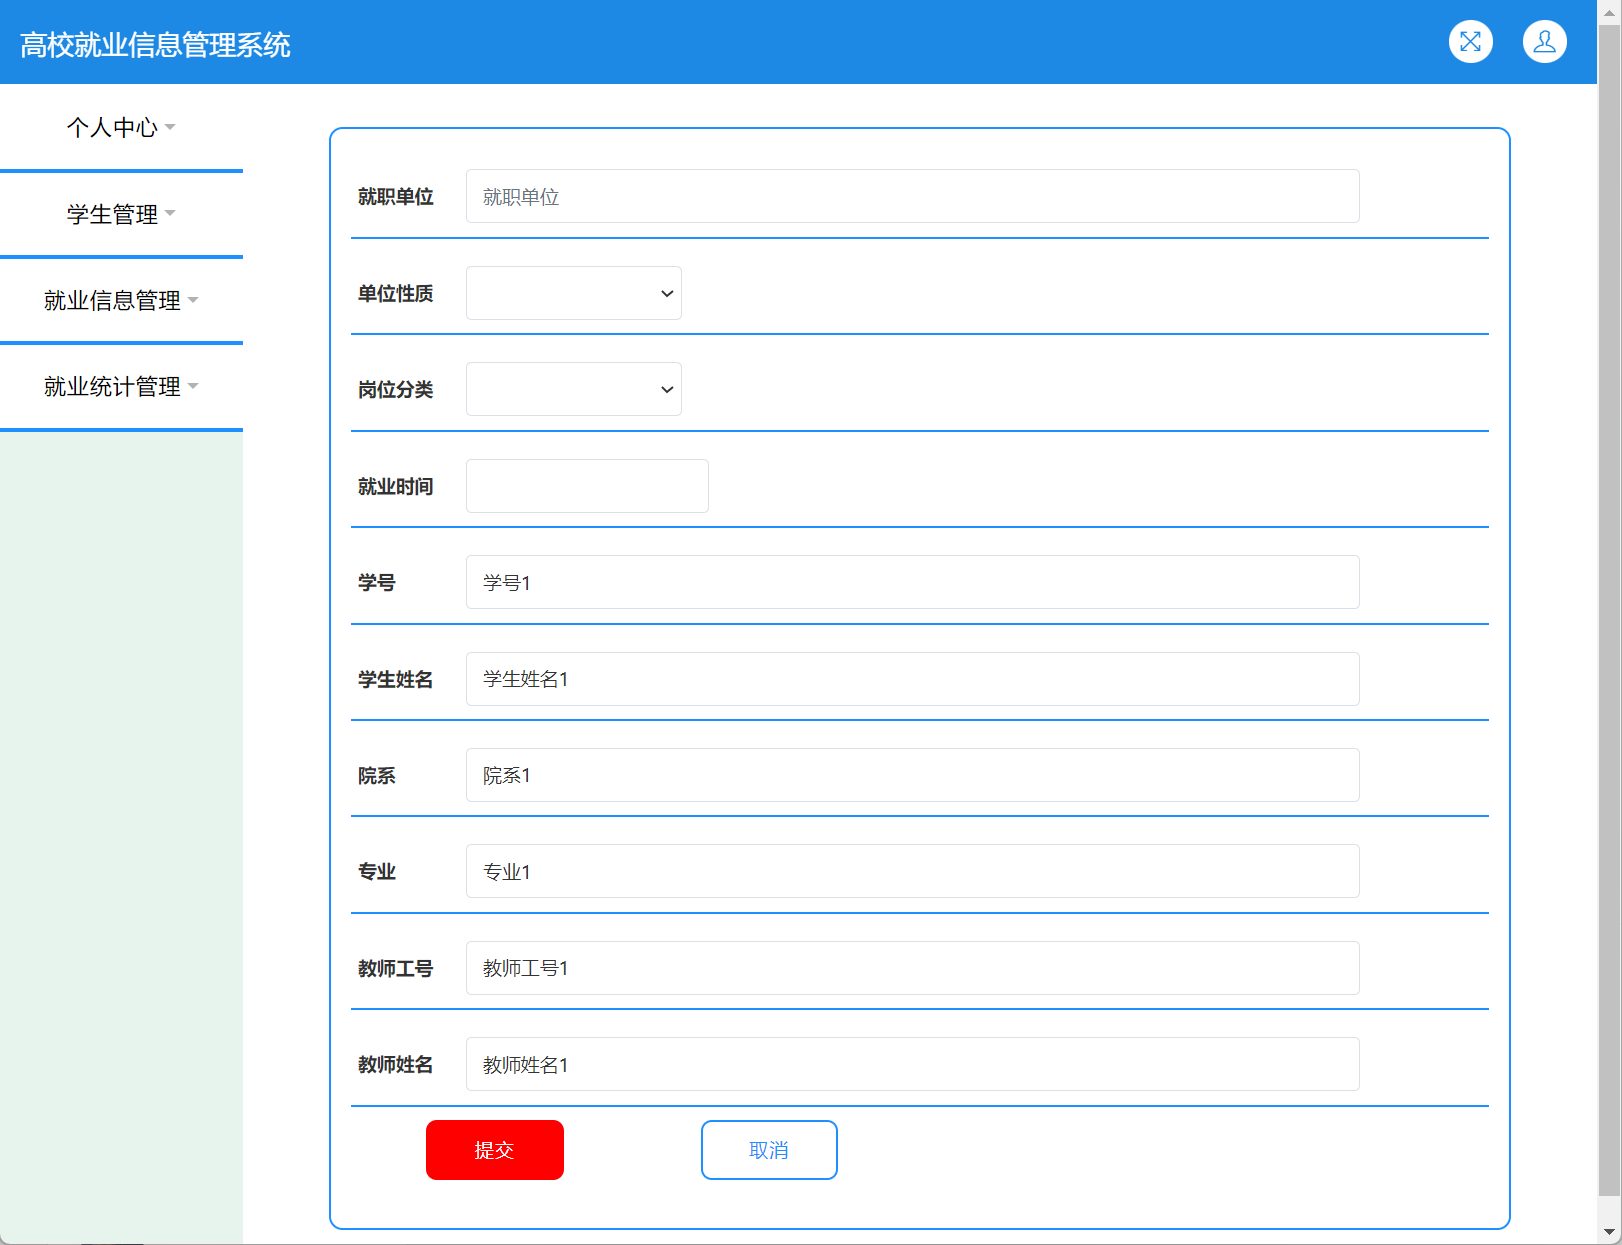 高校就业信息管理系统
个人中心
学生管理
就业信息管理
就业统计管理
就职单位 就职单位
单位性质
岗位分类
就业时间
学号 学号1
学生姓名 学生姓名1
院系 院系1
专业 专业1
教师工号 教师工号1
教师姓名 教师姓名1
提交 取消